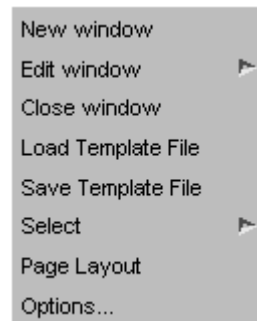 New window
Edit window
Close window
Load Template File
Save Template File
Select
Page Layout
Options...